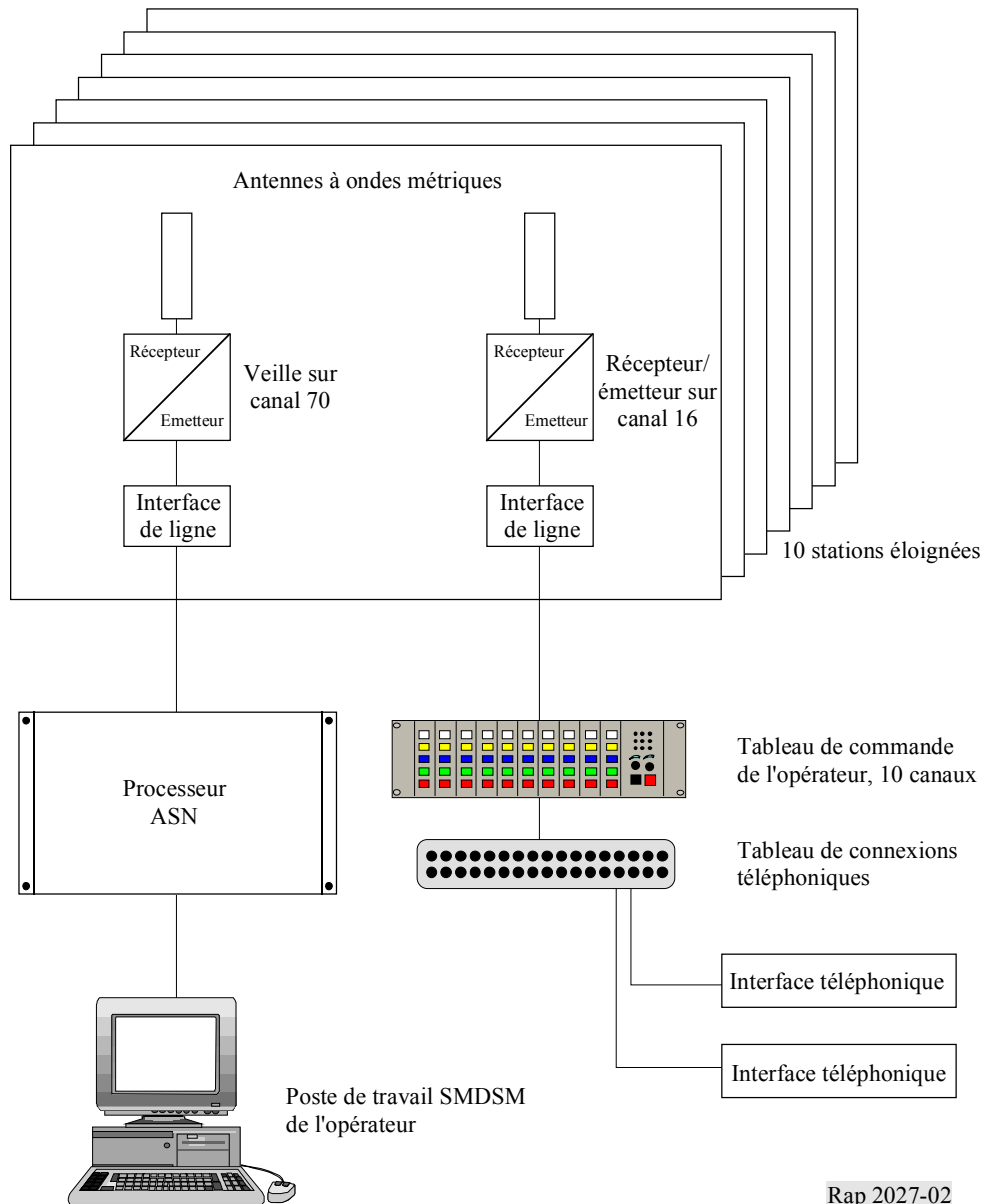 Antennes à ondes métriques
Récepteur
Emetteur
Veille sur
canal 70
Récepteur
Emetteur
Récepteur/
émetteur sur
canal 16
Interface
de ligne
Interface
de ligne
10 stations éloignées
Processeur
ASN
Tableau de commande
de l'opérateur, 10 canaux
Tableau de connexions
téléphoniques
Interface téléphonique
Interface téléphonique
Poste de travail SMDSM
de l'opérateur
Rap 2027-02